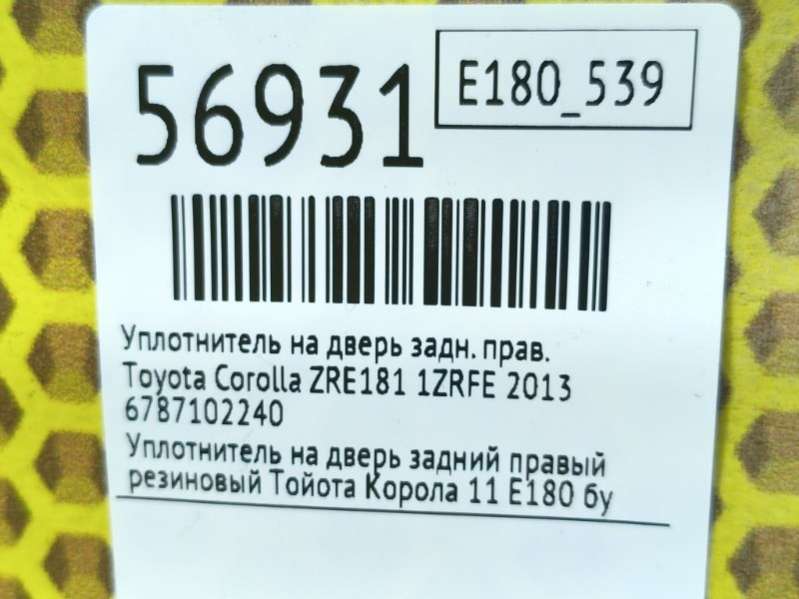 56931
E180_539
Уплотнитель на дверь задн. прав.
Toyota Corolla ZRE181 1ZRFE 2013
6787102240
Уплотнитель на дверь задний правый
резиновый Тойота Корола 11 Е180 бу